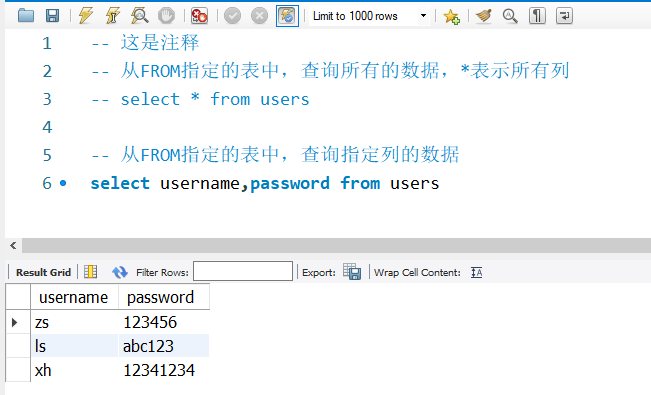 Limit to 1000 rows
1 -- 这是注释
2 -- 从FROM指定的表中，查询所有的数据，*表示所有列
3 -- select * from users
4
5 -- 从FROM指定的表中，查询指定列的数据
6 select username,password from users
Result Grid Filter Rows: Export: Wrap Cell Content:
username password
zs 123456
ls abc123
xh 12341234